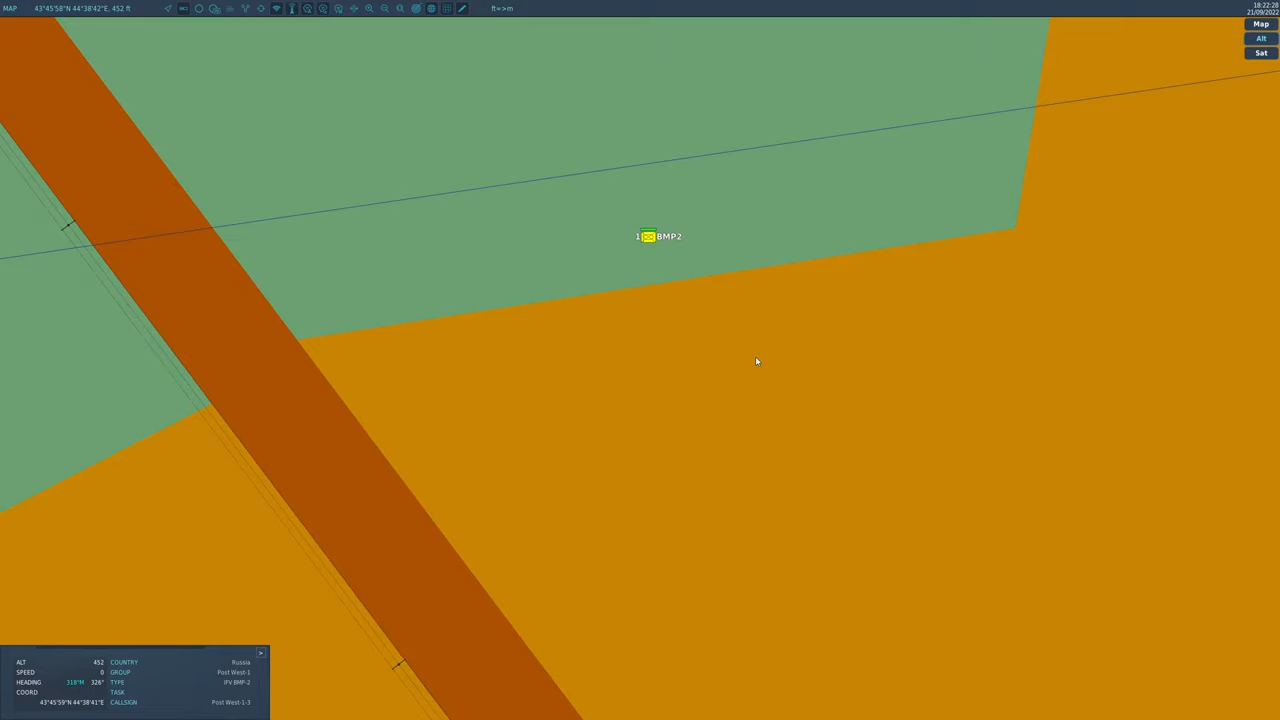 MAP 43°45'58"N 44°38'42"E, 452 ft ft=>m 18:22:28
21/09/2022
Map
Alt
Sat
1 BMP2
>
ALT 452 COUNTRY Russia
SPEED 0 GROUP Post West-1
HEADING 318°M 326° TYPE IFV BMP-2
COORD TASK
43°45'59"N 44°38'41"E CALLSIGN Post West-1-3